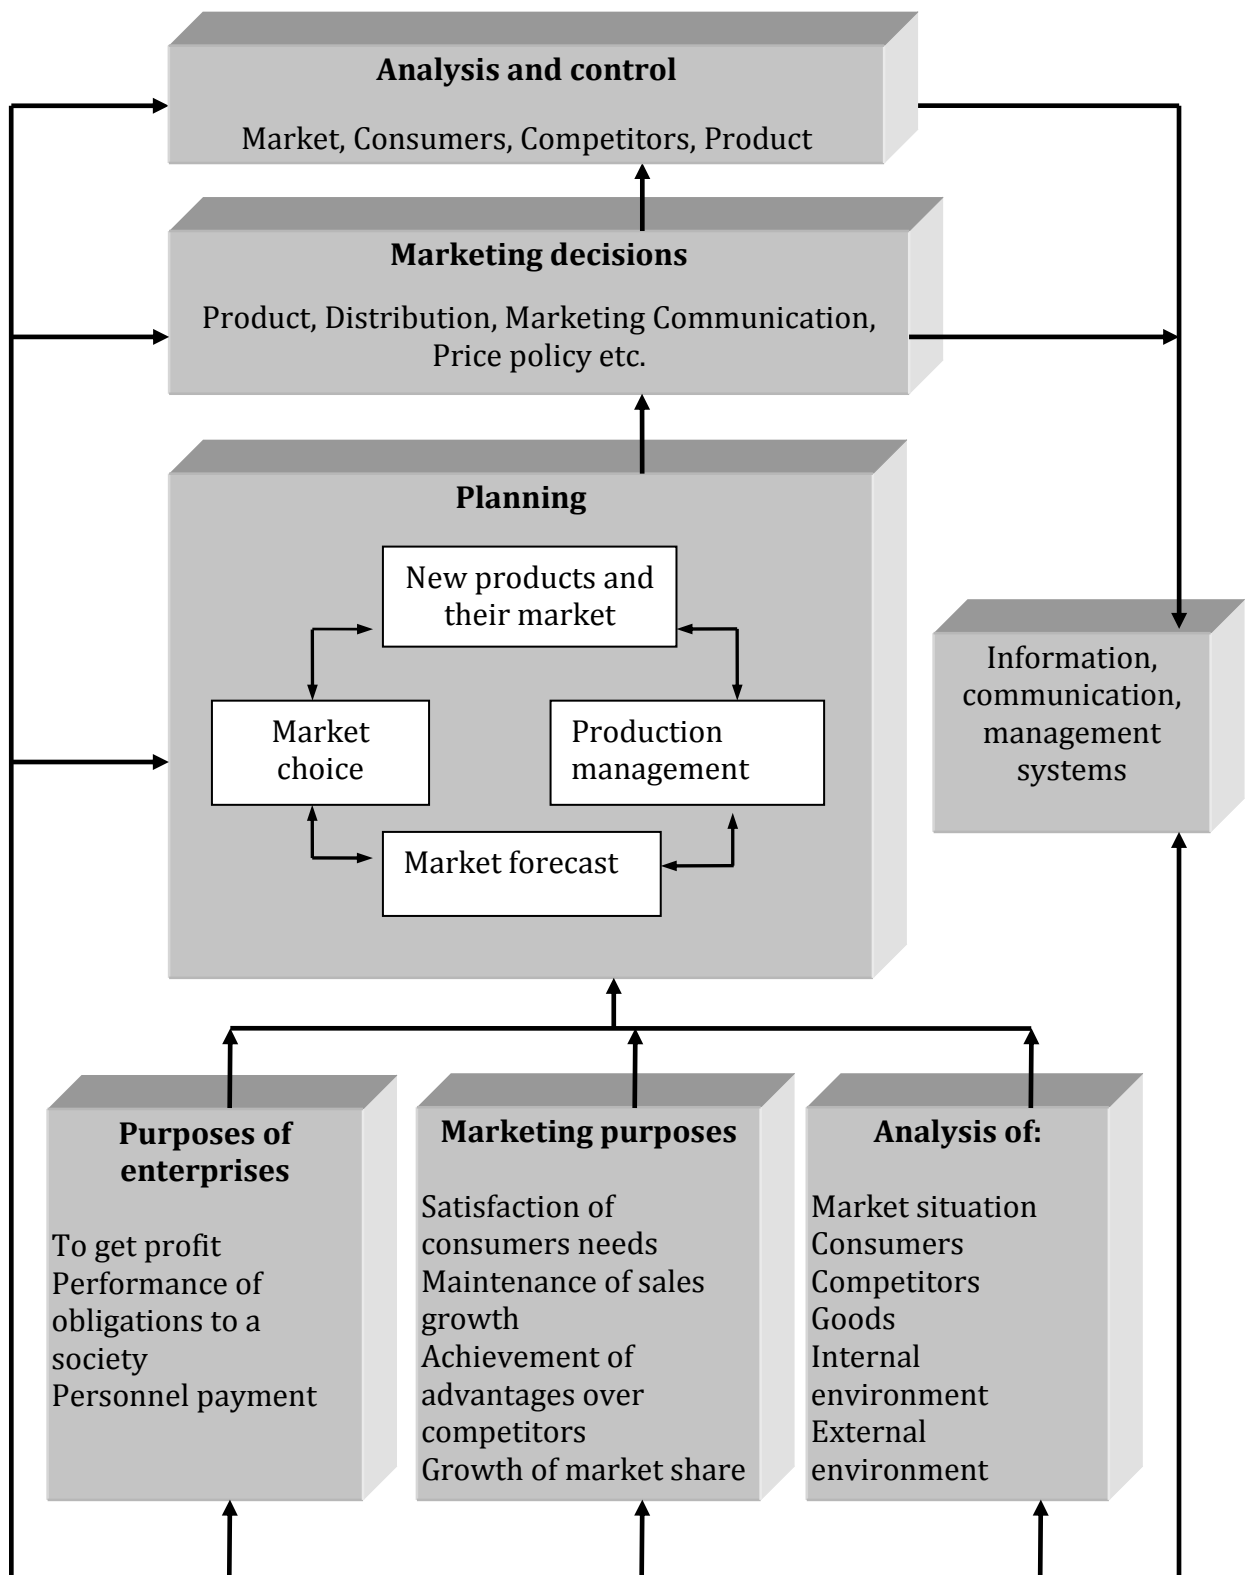 Analysis and control
Market, Consumers, Competitors, Product
Marketing decisions
Product, Distribution, Marketing Communication,
Price policy etc.
Planning
New products and
their market
Market
choice
Production
management
Market forecast
Information,
communication,
management
systems
Purposes of
enterprises
To get profit
Performance of
obligations to a
society
Personnel payment
Marketing purposes
Satisfaction of
consumers needs
Maintenance of sales
growth
Achievement of
advantages over
competitors
Growth of market share
Analysis of:
Market situation
Consumers
Competitors
Goods
Internal
environment
External
environment